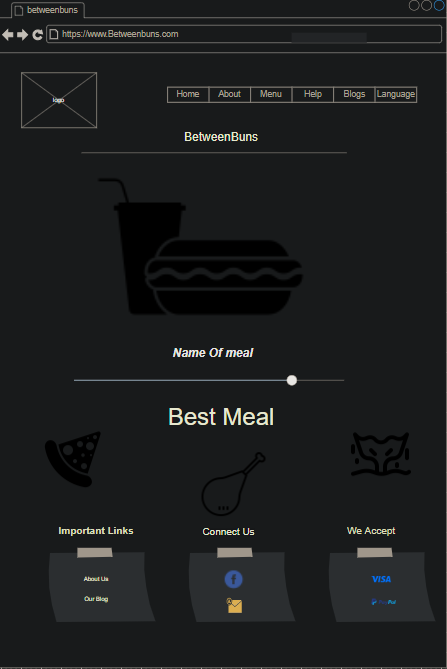 betweenbuns
https://www.Betweenbuns.com
logo
Home About Menu Help Blogs Language
BetweenBuns
Name Of meal
Best Meal
Important Links
Connect Us
We Accept
About Us
VISA
Our Blog
PayPal